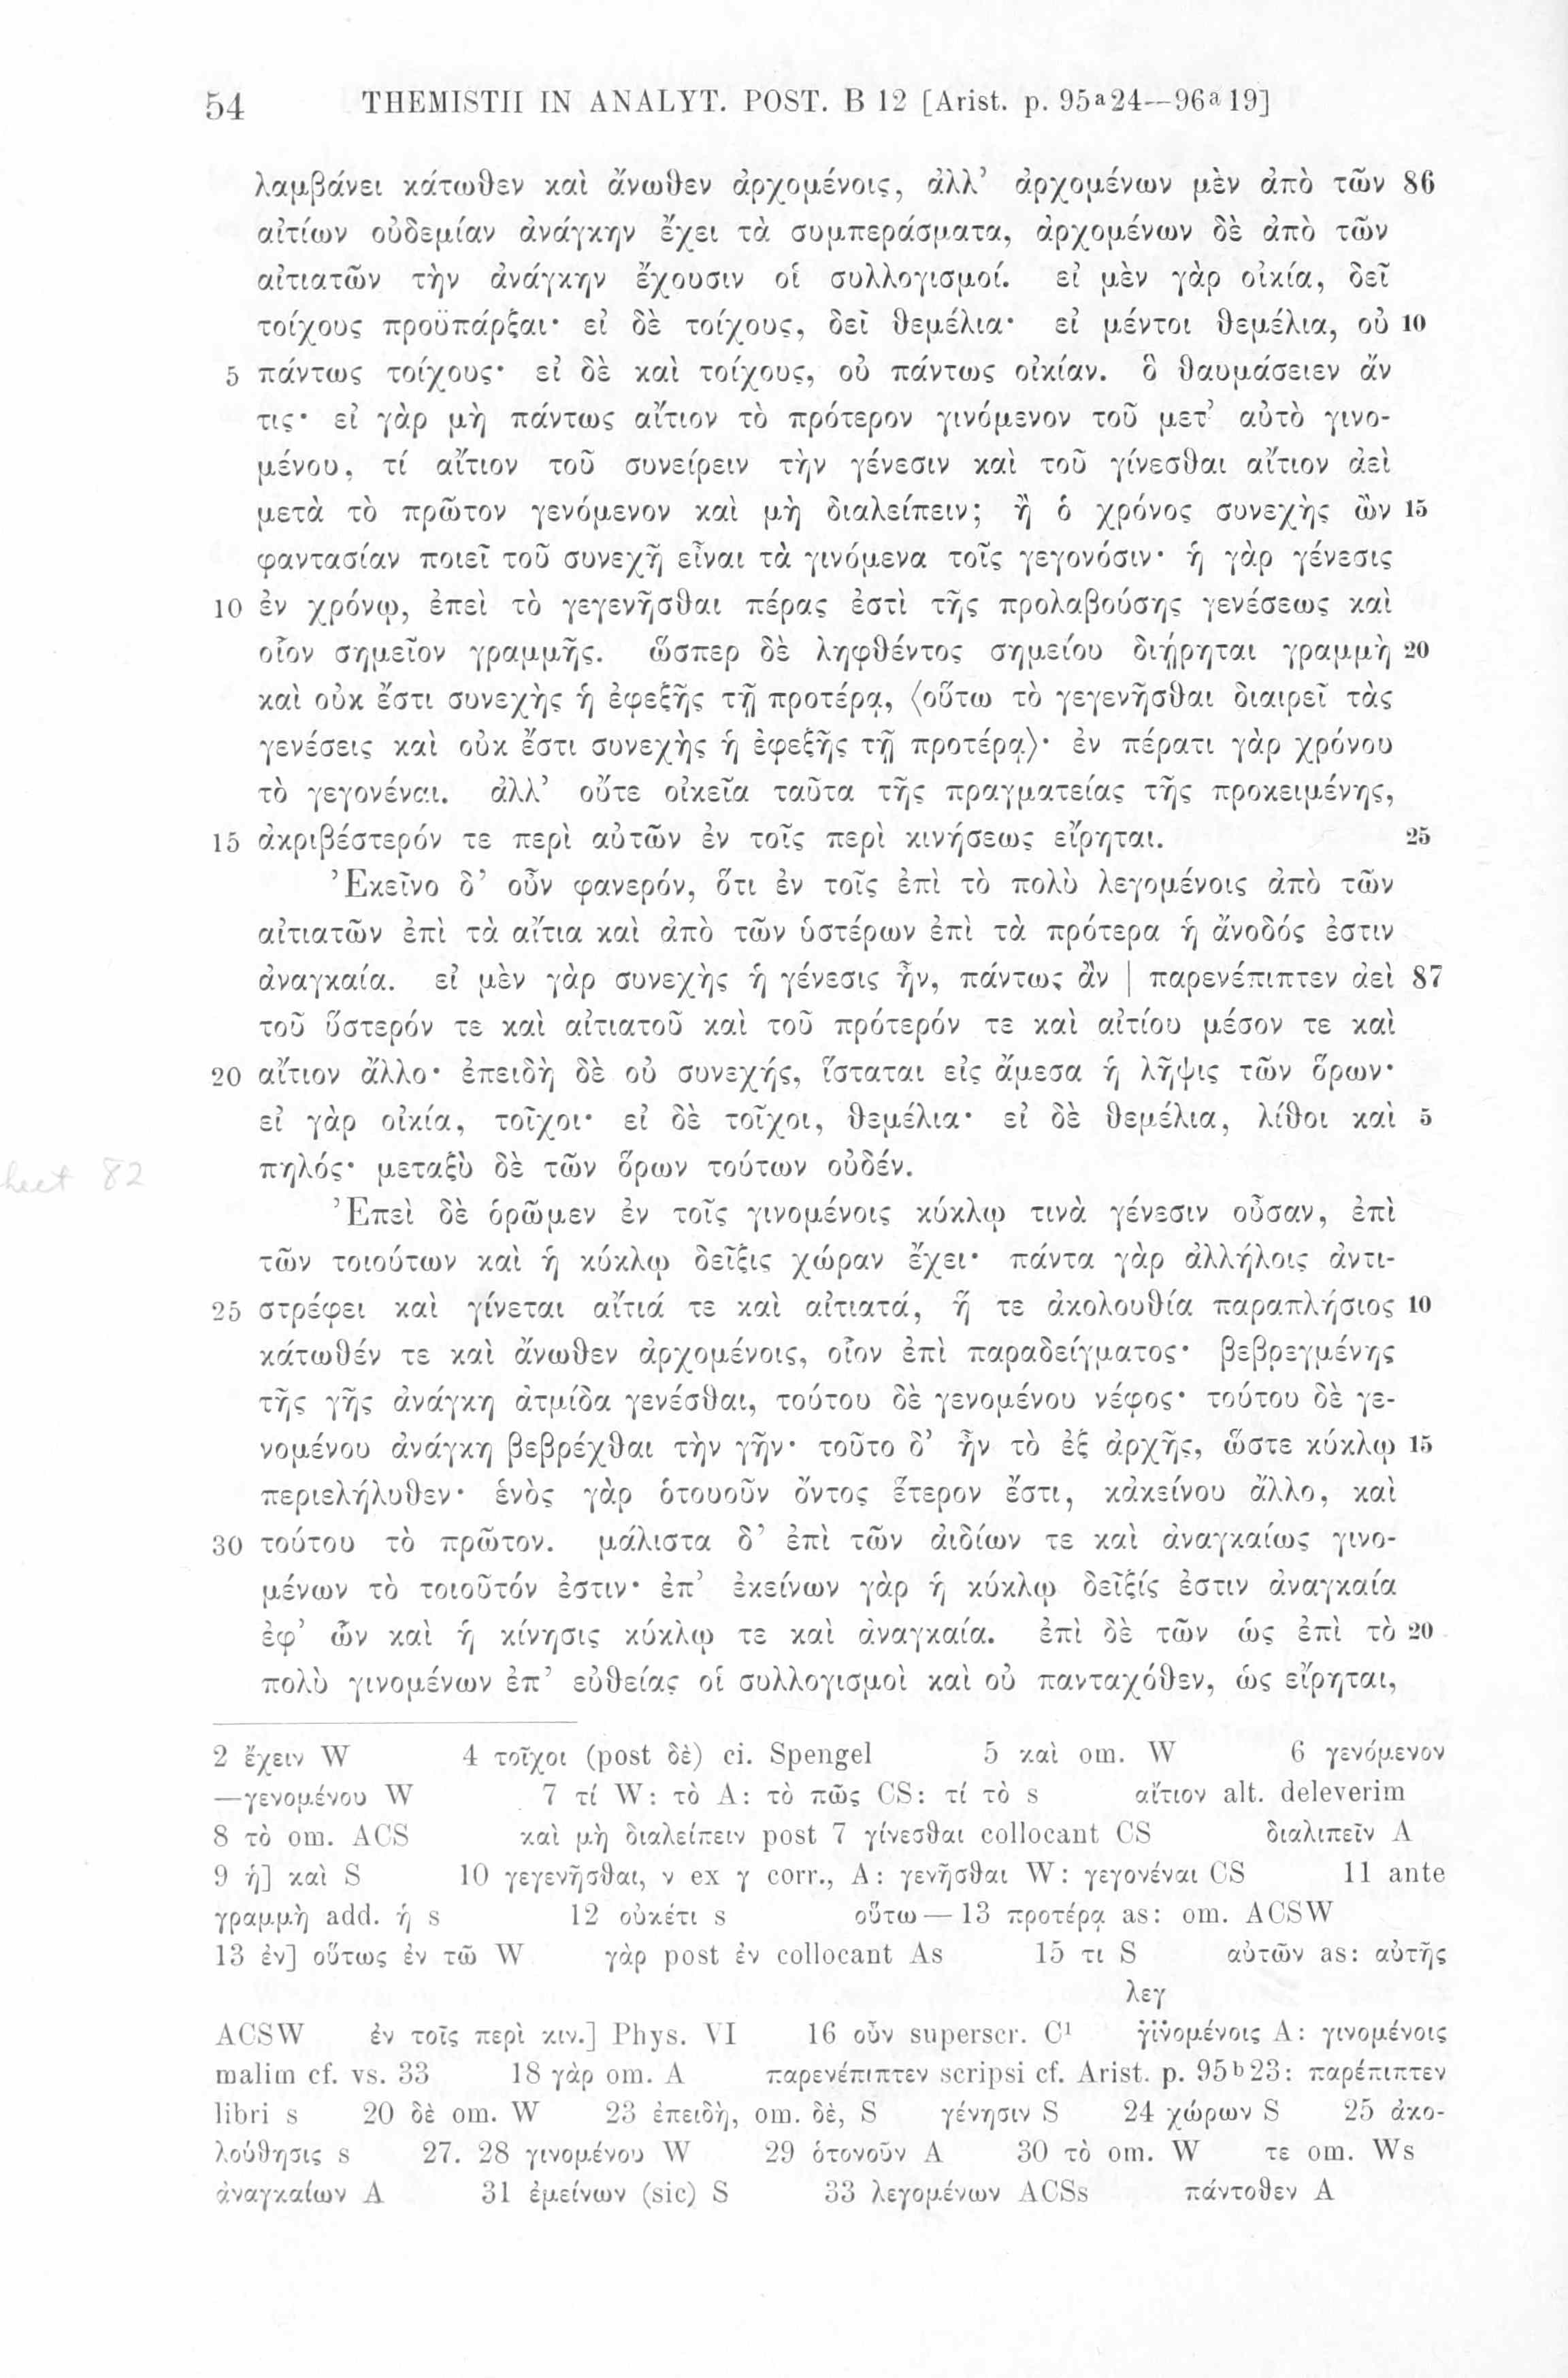 54 THEMISTII IN ANALYT. POST. B 12 [Arist. p. 95a24—96a19]
λαμβάνει κάτωθεν καὶ ἄνωθεν ἀρχομένοις, ἀλλ’ ἀρχομένων μὲν ἀπὸ τῶν 86
αἰτίων οὐδεμίαν ἀνάγκην ἔχει τὰ συμπεράσματα, ἀρχομένων δὲ ἀπὸ τῶν
αἰτιατῶν τὴν ἀνάγκην ἔχουσιν οἱ συλλογισμοί. εἰ μὲν γὰρ οἰκία, δεῖ
τοίχους προϋπάρξαι· εἰ δὲ τοίχους, δεῖ θεμέλια· εἰ μέντοι θεμέλια, οὐ 10
5 πάντως τοίχους· εἰ δὲ καὶ τοίχους, οὐ πάντως οἰκίαν. ὃ θαυμάσειεν ἄν
τις· εἰ γὰρ μὴ πάντως αἴτιον τὸ πρότερον γινόμενον τοῦ μετ’ αὐτὸ γινο-
μένου, τί αἴτιον τοῦ συνείρειν τὴν γένεσιν καὶ τοῦ γίνεσθαι αἴτιον ἀεὶ
μετὰ τὸ πρῶτον γενόμενον καὶ μὴ διαλείπειν; ἢ ὁ χρόνος συνεχὴς ὢν 15
φαντασίαν ποιεῖ τοῦ συνεχῆ εἶναι τὰ γινόμενα τοῖς γεγονόσιν· ἡ γὰρ γένεσις
10 ἐν χρόνῳ, ἐπεὶ τὸ γεγενῆσθαι πέρας ἐστὶ τῆς προλαβούσης γενέσεως καὶ
οἷον σημεῖον γραμμῆς. ὥσπερ δὲ ληφθέντος σημείου διῄρηται γραμμὴ 20
καὶ οὐκ ἔστι συνεχὴς ἡ ἐφεξῆς τῇ προτέρᾳ, ⟨οὕτω τὸ γεγενῆσθαι διαιρεῖ τὰς
γενέσεις καὶ οὐκ ἔστι συνεχὴς ἡ ἐφεξῆς τῇ προτέρᾳ⟩· ἐν πέρατι γὰρ χρόνου
τὸ γεγονέναι. ἀλλ’ οὔτε οἰκεῖα ταῦτα τῆς πραγματείας τῆς προκειμένης,
15 ἀκριβέστερόν τε περὶ αὐτῶν ἐν τοῖς περὶ κινήσεως εἴρηται. 25
Ἐκεῖνο δ’ οὖν φανερόν, ὅτι ἐν τοῖς ἐπὶ τὸ πολὺ λεγομένοις ἀπὸ τῶν
αἰτιατῶν ἐπὶ τὰ αἴτια καὶ ἀπὸ τῶν ὑστέρων ἐπὶ τὰ πρότερα ἡ ἄνοδός ἐστιν
ἀναγκαία. εἰ μὲν γὰρ συνεχὴς ἡ γένεσις ἦν, πάντως ἂν | παρενέπιπτεν ἀεὶ 87
τοῦ ὕστερόν τε καὶ αἰτιατοῦ καὶ τοῦ πρότερόν τε καὶ αἰτίου μέσον τε καὶ
20 αἴτιον ἄλλο· ἐπειδὴ δὲ οὐ συνεχής, ἵσταται εἰς ἄμεσα ἡ λῆψις τῶν ὅρων·
εἰ γὰρ οἰκία, τοῖχοι· εἰ δὲ τοῖχοι, θεμέλια· εἰ δὲ θεμέλια, λίθοι καὶ 5
πηλός· μεταξὺ δὲ τῶν ὅρων τούτων οὐδέν.
Ἐπεὶ δὲ ὁρῶμεν ἐν τοῖς γινομένοις κύκλῳ τινὰ γένεσιν οὖσαν, ἐπὶ
τῶν τοιούτων καὶ ἡ κύκλῳ δεῖξις χώραν ἔχει· πάντα γὰρ ἀλλήλοις ἀντι-
25 στρέφει καὶ γίνεται αἴτιά τε καὶ αἰτιατά, ἥ τε ἀκολουθία παραπλήσιος 10
κάτωθέν τε καὶ ἄνωθεν ἀρχομένοις, οἷον ἐπὶ παραδείγματος· βεβρεγμένης
τῆς γῆς ἀνάγκη ἀτμίδα γενέσθαι, τούτου δὲ γενομένου νέφος· τούτου δὲ γε-
νομένου ἀνάγκη βεβρέχθαι τὴν γῆν· τοῦτο δ’ ἦν τὸ ἐξ ἀρχῆς, ὥστε κύκλῳ 15
περιελήλυθεν· ἑνὸς γὰρ ὁτουοῦν ὄντος ἕτερον ἔστι, κἀκείνου ἄλλο, καὶ
30 τούτου τὸ πρῶτον. μάλιστα δ’ ἐπὶ τῶν ἀιδίων τε καὶ ἀναγκαίως γινο-
μένων τὸ τοιοῦτόν ἐστιν· ἐπ’ ἐκείνων γὰρ ἡ κύκλῳ δεῖξίς ἐστιν ἀναγκαία
ἐφ’ ὧν καὶ ἡ κίνησις κύκλῳ τε καὶ ἀναγκαία. ἐπὶ δὲ τῶν ὡς ἐπὶ τὸ 20
πολὺ γινομένων ἐπ’ εὐθείας οἱ συλλογισμοὶ καὶ οὐ πανταχόθεν, ὡς εἴρηται,
2 ἔχειν W 4 τοῖχοι (post δὲ) ci. Spengel 5 καὶ om. W 6 γενόμενον
—γενομένου W 7 τί W: τὸ A: τὸ πῶς CS: τί τὸ s αἴτιον alt. deleverim
8 τὸ om. ACS καὶ μὴ διαλείπειν post 7 γίνεσθαι collocant CS διαλιπεῖν A
9 ἡ] καὶ S 10 γεγενῆσθαι, ν ex γ corr., A: γενῆσθαι W: γεγονέναι CS 11 ante
γραμμὴ add. ἡ s 12 οὐκέτι s οὕτω — 13 προτέρᾳ as: om. ACSW
13 ἐν] οὕτως ἐν τῶ W γὰρ post ἐν collocant As 15 τι S αὐτῶν as: αὐτῆς
λεγ
ACSW ἐν τοῖς περὶ κιν.] Phys. VI 16 οὖν superscr. C1 γινομένοις A: γινομένοις
malim cf. vs. 33 18 γὰρ om. A παρενέπιπτεν scripsi cf. Arist. p. 95b23: παρέπιπτεν
libri s 20 δὲ om. W 23 ἐπειδὴ, om. δὲ, S γένησιν S 24 χώρων S 25 ἀκο-
λούθησις s 27. 28 γινομένου W 29 ὁτονοῦν A 30 τὸ om. W τε om. Ws
ἀναγκαίων A 31 ἐμείνων (sic) S 33 λεγομένων ACSs πάντοθεν A
82